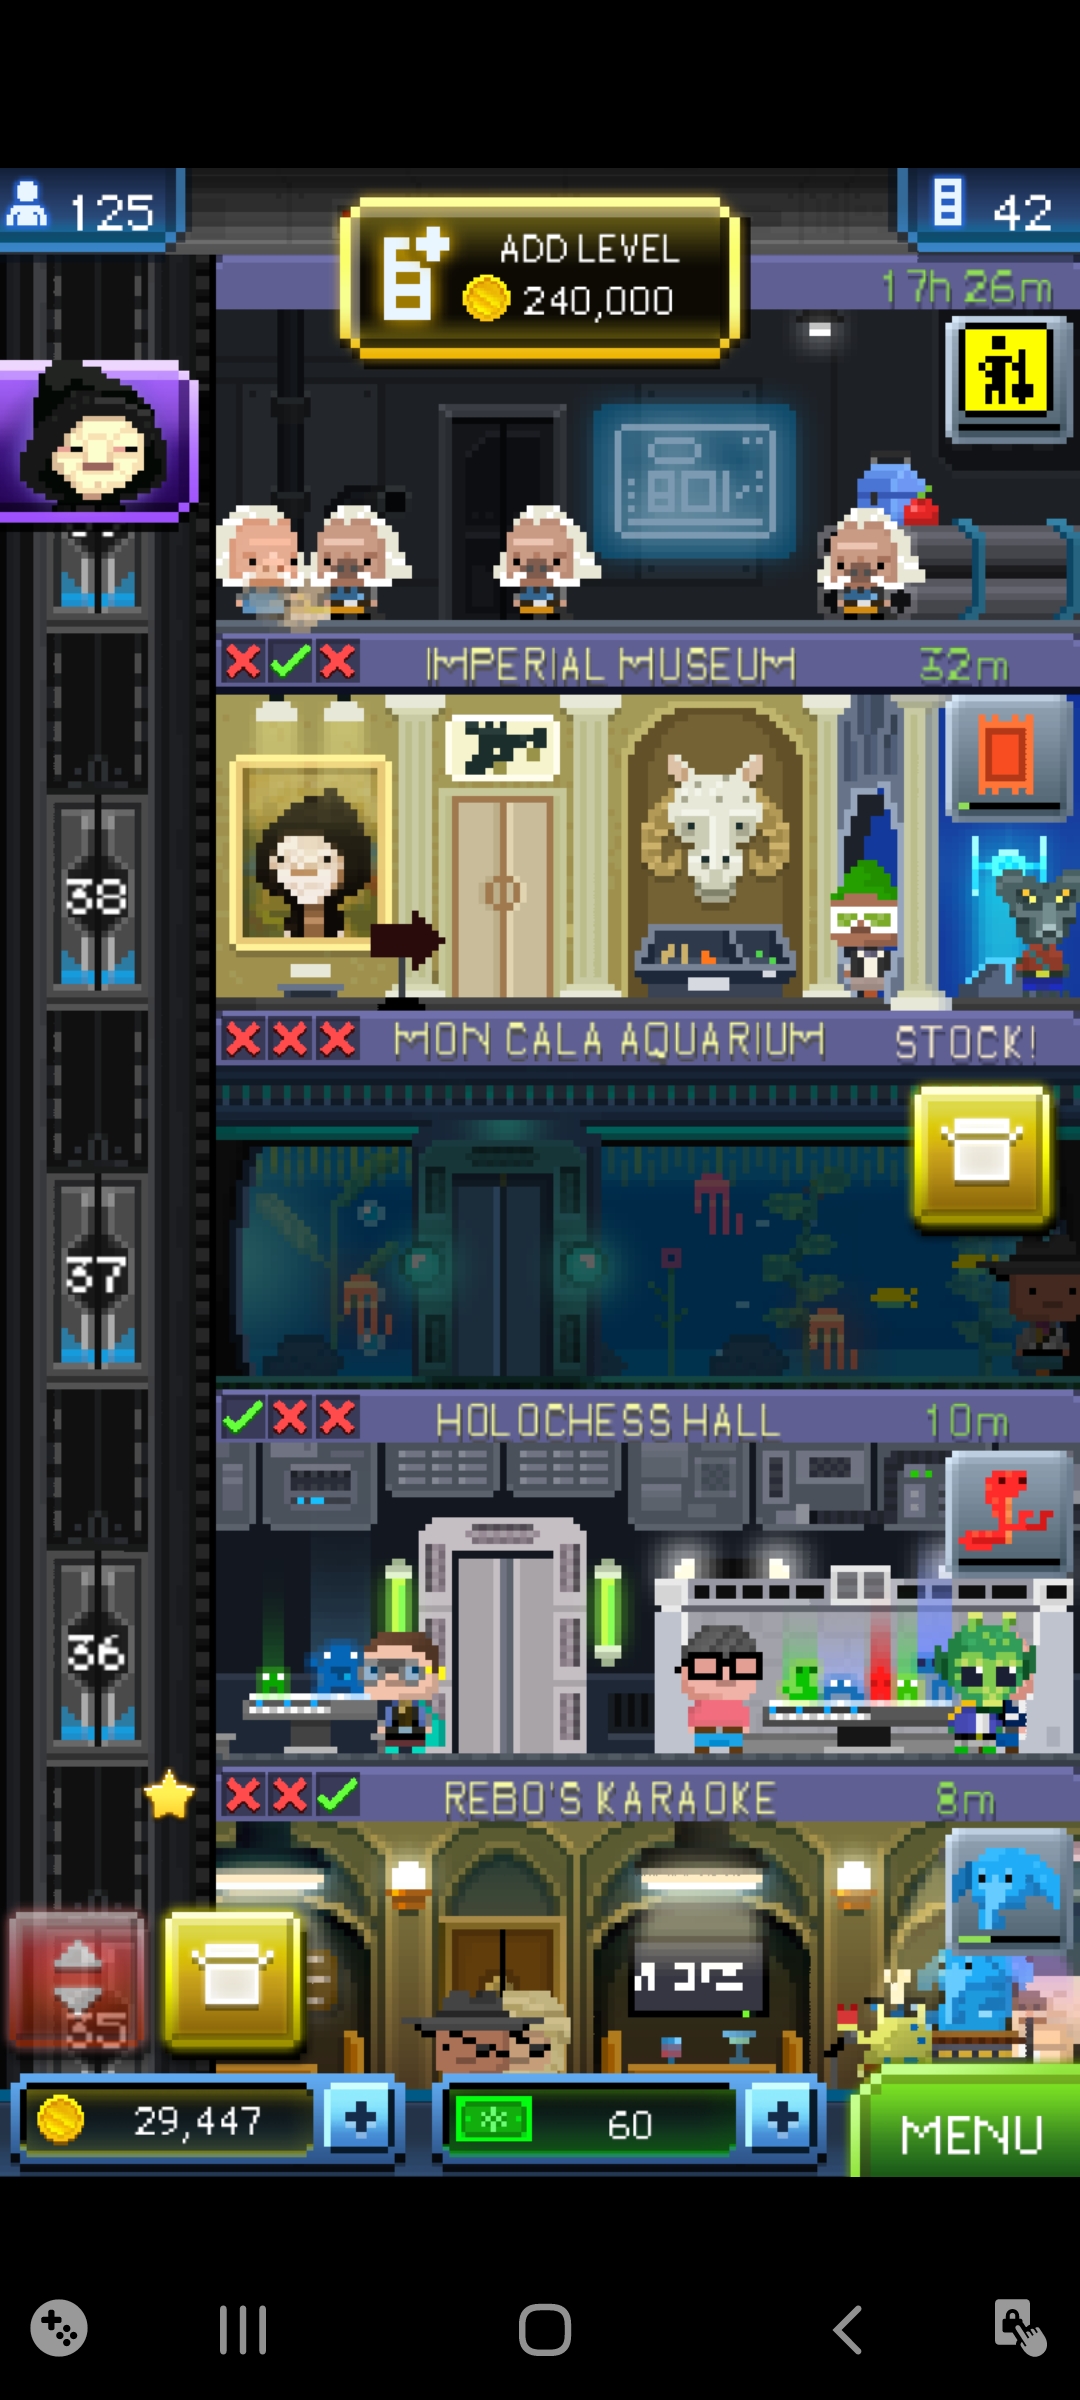 125
ADD LEVEL
240,000
42
17h 26m
IMPERIAL MUSEUM 32m
38
MON CALA AQUARIUM STOCK!
37
HOLOCHESS HALL 10m
36
REBO'S KARAOKE 8m
35
29,447
60
MENU